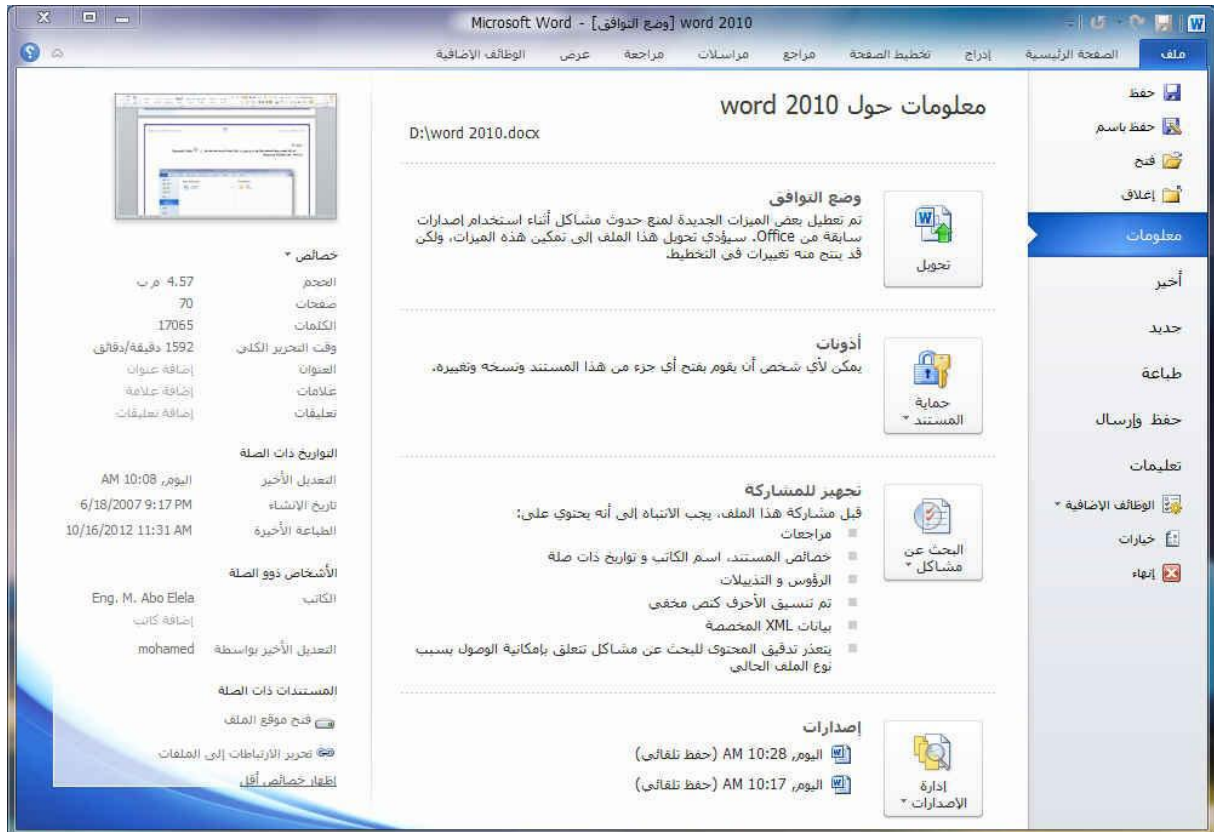 word 2010 [وضع التوافق] - Microsoft Word
ملف الصفحة الرئيسية إدراج تخطيط الصفحة مراجع مراسلات مراجعة عرض الوظائف الإضافية
حفظ
حفظ باسم
فتح
إغلاق
معلومات
أخير
جديد
طباعة
حفظ وإرسال
تعليمات
الوظائف الإضافية
خيارات
إنهاء
معلومات حول word 2010
D:\word 2010.docx
تحويل
وضع التوافق
تم تعطيل بعض الميزات الجديدة لمنع حدوث مشاكل أثناء استخدام إصدارات
سابقة من Office. سيؤدي تحويل هذا الملف إلى تمكين هذه الميزات، ولكن
قد ينتج منه تغييرات في التخطيط.
حماية
المستند
أذونات
يمكن لأي شخص أن يقوم بفتح أي جزء من هذا المستند ونسخه وتغييره.
البحث عن
مشاكل
تجهيز للمشاركة
قبل مشاركة هذا الملف، يجب الانتباه إلى أنه يحتوي على:
مراجعات
خصائص المستند، اسم الكاتب و تواريخ ذات صلة
الرؤوس و التذييلات
تم تنسيق الأحرف كنص مخفي
بيانات XML المخصصة
يتعذر تدقيق المحتوى للبحث عن مشاكل تتعلق بإمكانية الوصول بسبب
نوع الملف الحالي
إدارة
الإصدارات
إصدارات
اليوم, 10:28 AM (حفظ تلقائي)
اليوم, 10:17 AM (حفظ تلقائي)
خصائص
الحجم 4.57 م ب
صفحات 70
الكلمات 17065
وقت التحرير الكلي 1592 دقيقة/دقائق
العنوان إضافة عنوان
علامات إضافة علامة
تعليقات إضافة تعليقات
التواريخ ذات الصلة
التعديل الأخير اليوم, 10:08 AM
تاريخ الإنشاء 6/18/2007 9:17 PM
الطباعة الأخيرة 10/16/2012 11:31 AM
الأشخاص ذوو الصلة
الكاتب Eng. M. Abo Elela
إضافة كاتب
التعديل الأخير بواسطة mohamed
المستندات ذات الصلة
فتح موقع الملف
تحرير الارتباطات إلى الملفات
إظهار خصائص أقل